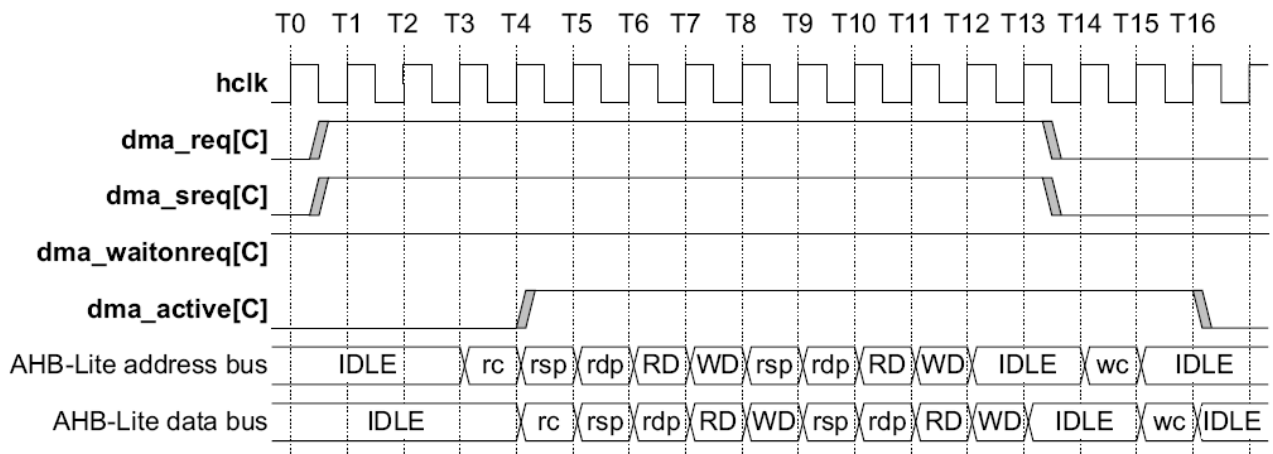 T0 T1 T2 T3 T4 T5 T6 T7 T8 T9 T10 T11 T12 T13 T14 T15 T16
hclk
dma_req[C]
dma_sreq[C]
dma_waitonreq[C]
dma_active[C]
AHB-Lite address bus IDLE rc rsp rdp RD WD rsp rdp RD WD IDLE wc IDLE
AHB-Lite data bus IDLE rc rsp rdp RD WD rsp rdp RD WD IDLE wc IDLE